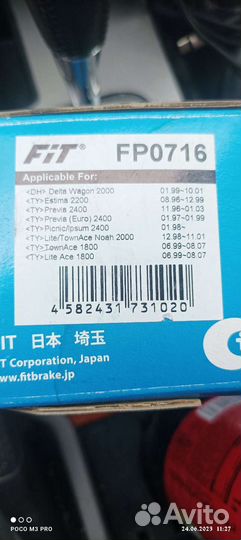 FiT® FP0716
Applicable For:
<DH> Delta Wagon 2000 01.99~10.01
<TY> Estima 2200 08.96~12.99
<TY> Previa 2400 11.96~01.03
<TY> Previa (Euro) 2400 01.97~01.99
<TY> Picnic/Ipsum 2400 01.98~
<TY> Lite/TownAce Noah 2000 12.98~11.01
<TY> TownAce 1800 06.99~08.07
<TY> Lite Ace 1800 06.99~08.07
4 582431 731020
IT 日本 埼玉
T Corporation, Japan
www.fitbrake.jp
POCO M3 PRO
24.06.2023 11:27
Avito